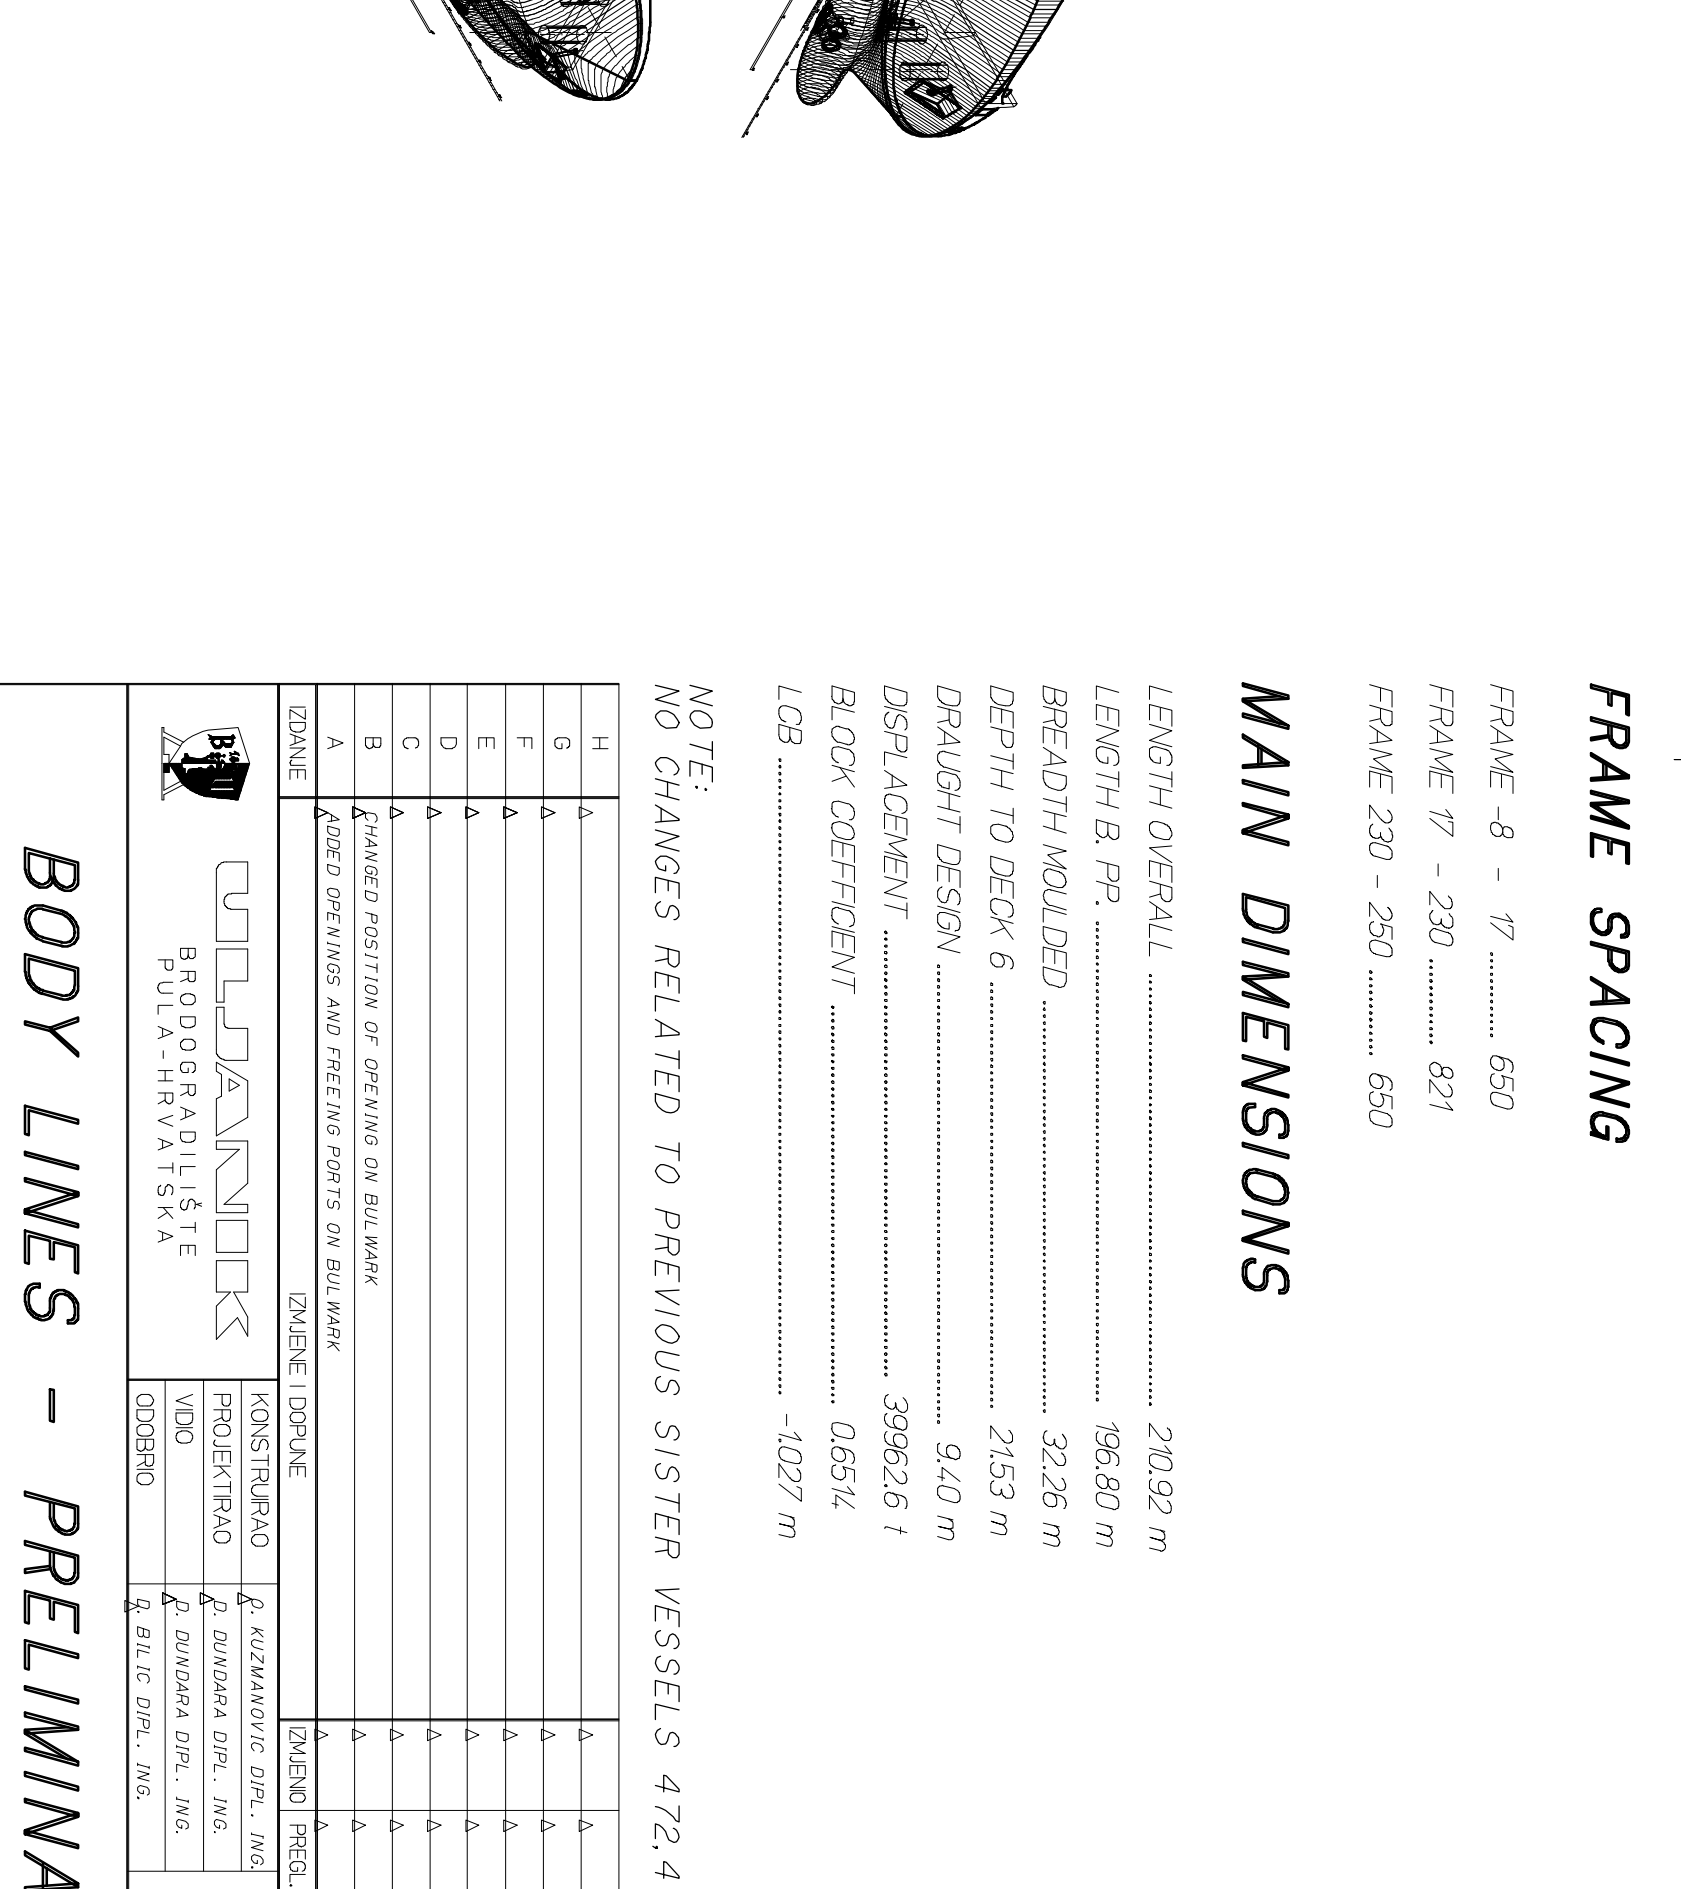 FRAME SPACING
FRAME -8 - 17 .......... 650
FRAME 17 - 230 .......... 821
FRAME 230 - 250 .......... 650
MAIN DIMENSIONS
LENGTH OVERALL .......... 210.92 m
LENGTH B. PP. .......... 196.80 m
BREADTH MOULDED .......... 32.26 m
DEPTH TO DECK 6 .......... 21.53 m
DRAUGHT DESIGN .......... 9.40 m
DISPLACEMENT .......... 39962.6 t
BLOCK COEFFICIENT .......... 0.6514
LCB .......... -1.027 m
NOTE:
NO CHANGES RELATED TO PREVIOUS SISTER VESSELS 472,4
H
G
F
E
D
C
B CHANGED POSITION OF OPENING ON BULWARK
A ADDED OPENINGS AND FREEING PORTS ON BULWARK
IZDANJE IZMJENE I DOPUNE IZMJENIO PREGL.
ULJANIK
BRODOGRADILIŠTE
PULA-HRVATSKA
KONSTRUIRAO KUZMANOVIC DIPL. ING.
PROJEKTIRAO D. DUNDARA DIPL. ING.
VIDIO D. DUNDARA DIPL. ING.
ODOBRIO D. BILIC DIPL. ING.
BODY LINES - PRELIMINA